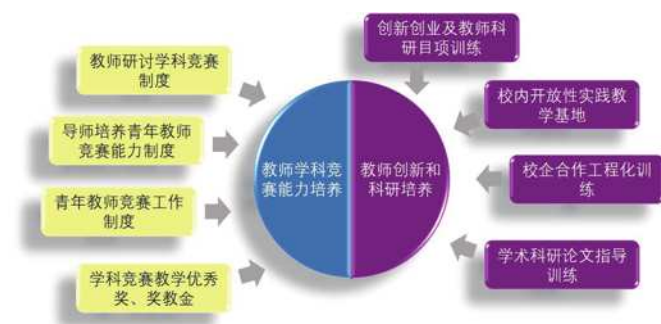 教师研讨学科竞赛
制度
导师培养青年教师
竞赛能力制度
青年教师竞赛工作
制度
学科竞赛教学优秀
奖、奖教金
教师学科竞
赛能力培养
教师创新和
科研培养
创新创业及教师科
研目项训练
校内开放性实践教
学基地
校企合作工程化训
练
学术科研论文指导
训练